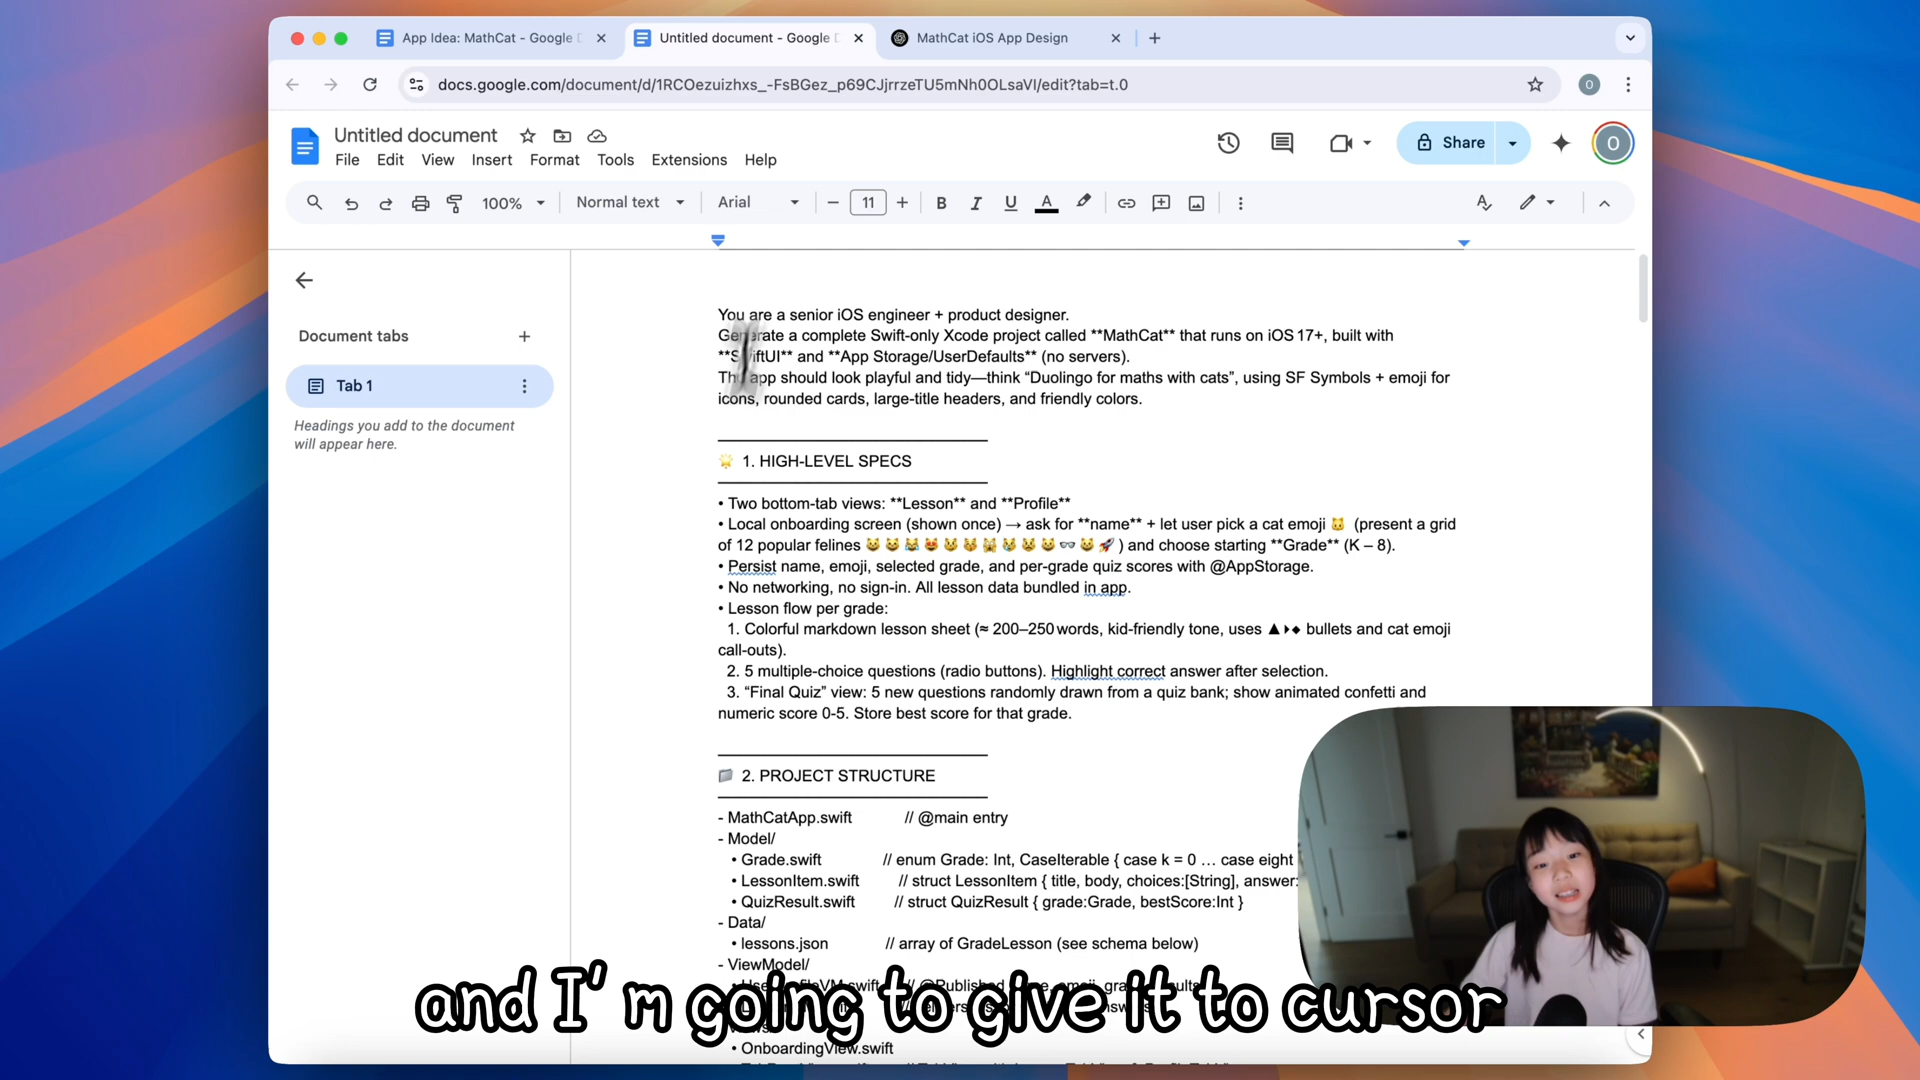 App Idea: MathCat - Google D
Untitled document - Google D
MathCat iOS App Design
docs.google.com/document/d/1RCOezuizhxs_-FsBGez_p69CJjrrzeTU5mNh0OLsaVI/edit?tab=t.0
O
Untitled document
File Edit View Insert Format Tools Extensions Help
Share
O
100% Normal text Arial 11 B I U A
Document tabs
Tab 1
Headings you add to the document
will appear here.
You are a senior iOS engineer + product designer.
Generate a complete Swift-only Xcode project called **MathCat** that runs on iOS 17+, built with
**SwiftUI** and **App Storage/UserDefaults** (no servers).
The app should look playful and tidy—think “Duolingo for maths with cats”, using SF Symbols + emoji for
icons, rounded cards, large-title headers, and friendly colors.
🌟 1. HIGH-LEVEL SPECS
• Two bottom-tab views: **Lesson** and **Profile**
• Local onboarding screen (shown once) → ask for **name** + let user pick a cat emoji 🐱 (present a grid
of 12 popular felines 😺 😸 😹 😻 😼 😽 🙀 😿 😾 😺 👓 😺 🚀 ) and choose starting **Grade** (K – 8).
• Persist name, emoji, selected grade, and per-grade quiz scores with @AppStorage.
• No networking, no sign-in. All lesson data bundled in app.
• Lesson flow per grade:
1. Colorful markdown lesson sheet (≈ 200–250 words, kid-friendly tone, uses ▲‣◆ bullets and cat emoji
call-outs).
2. 5 multiple-choice questions (radio buttons). Highlight correct answer after selection.
3. “Final Quiz” view: 5 new questions randomly drawn from a quiz bank; show animated confetti and
numeric score 0-5. Store best score for that grade.
📁 2. PROJECT STRUCTURE
- MathCatApp.swift // @main entry
- Model/
• Grade.swift // enum Grade: Int, CaseIterable { case k = 0 … case eight
• LessonItem.swift // struct LessonItem { title, body, choices:[String], answer:
• QuizResult.swift // struct QuizResult { grade:Grade, bestScore:Int }
- Data/
• lessons.json // array of GradeLesson (see schema below)
- ViewModel/
and I'm going to give it to cursor
• OnboardingView.swift